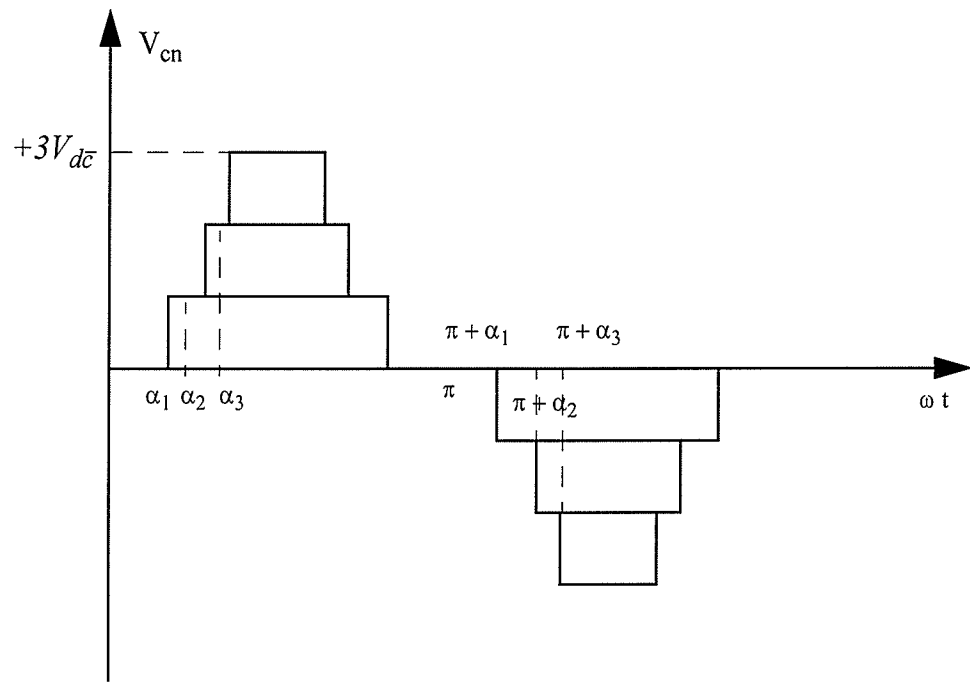 V_cn
+3V_dc
π + α₁ π + α₃
α₁ α₂ α₃ π π + α₂ ω t